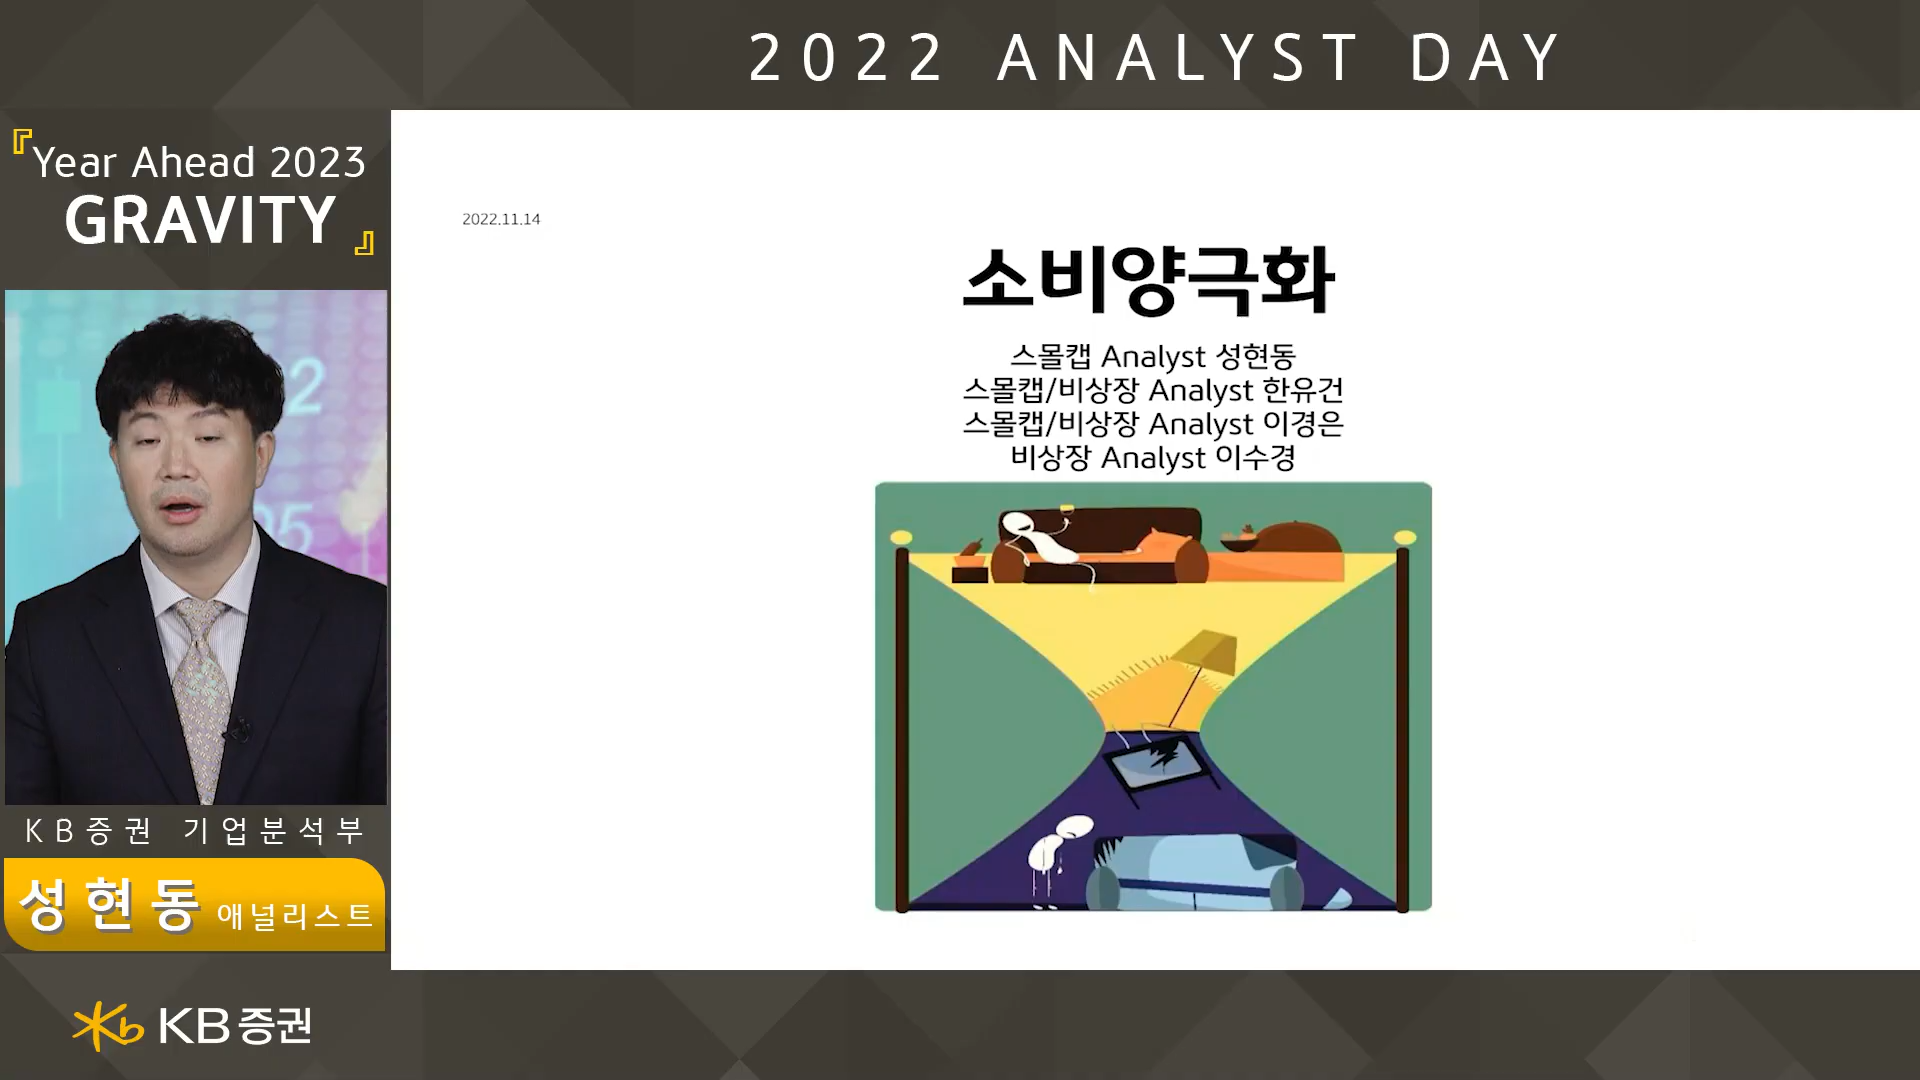 2022 ANALYST DAY
『Year Ahead 2023
GRAVITY』
2022.11.14
소비양극화
스몰캡 Analyst 성현동
스몰캡/비상장 Analyst 한유건
스몰캡/비상장 Analyst 이경은
비상장 Analyst 이수경
2
05
KB증권 기업분석부
성현동 애널리스트
KB증권